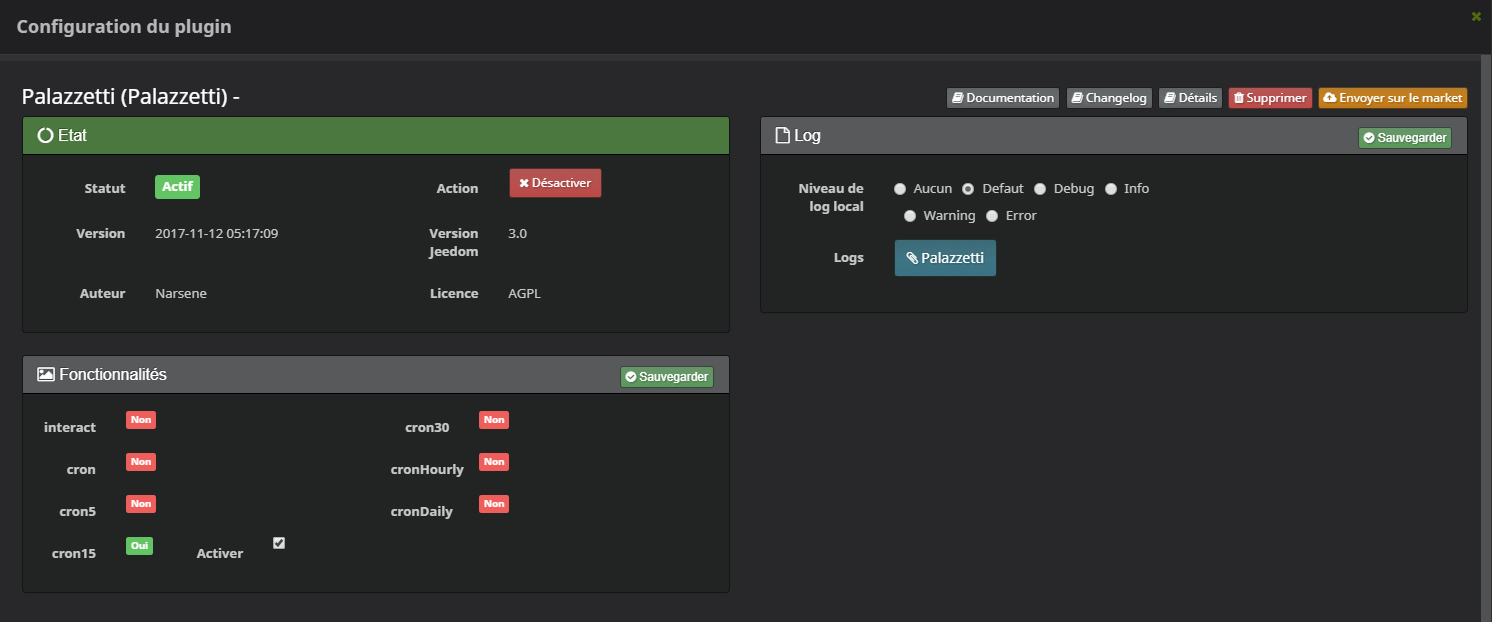 Configuration du plugin
Palazzetti (Palazzetti) -
Documentation Changelog Détails Supprimer Envoyer sur le market
Etat
Statut Actif Action Désactiver
Version 2017-11-12 05:17:09 Version Jeedom 3.0
Auteur Narsene Licence AGPL
Log Sauvegarder
Niveau de log local Aucun Defaut Debug Info
Warning Error
Logs Palazzetti
Fonctionnalités Sauvegarder
interact Non cron30 Non
cron Non cronHourly Non
cron5 Non cronDaily Non
cron15 Oui Activer